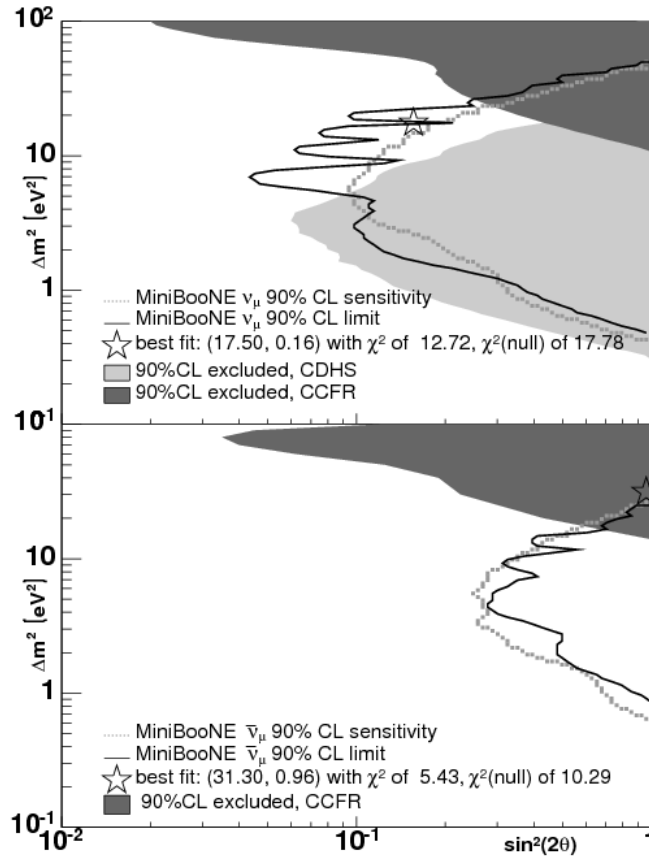 10²
10
1
Δm² [eV²]
MiniBooNE νμ 90% CL sensitivity
MiniBooNE νμ 90% CL limit
best fit: (17.50, 0.16) with χ² of 12.72, χ²(null) of 17.78
90%CL excluded, CDHS
90%CL excluded, CCFR
10⁻¹
10
1
Δm² [eV²]
MiniBooNE ν̄μ 90% CL sensitivity
MiniBooNE ν̄μ 90% CL limit
best fit: (31.30, 0.96) with χ² of 5.43, χ²(null) of 10.29
90%CL excluded, CCFR
10⁻¹
10⁻² 10⁻¹ sin²(2θ) 1